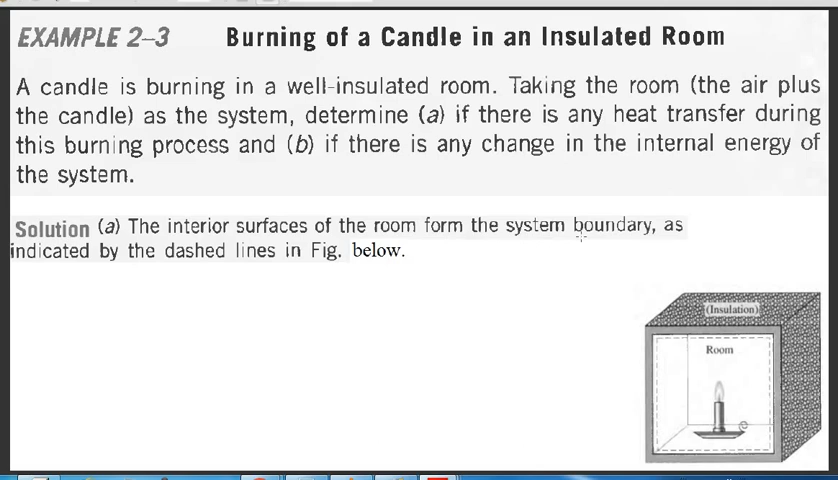 EXAMPLE 2–3 Burning of a Candle in an Insulated Room
A candle is burning in a well-insulated room. Taking the room (the air plus
the candle) as the system, determine (a) if there is any heat transfer during
this burning process and (b) if there is any change in the internal energy of
the system.
Solution (a) The interior surfaces of the room form the system boundary, as
indicated by the dashed lines in Fig. below.
(Insulation)
Room